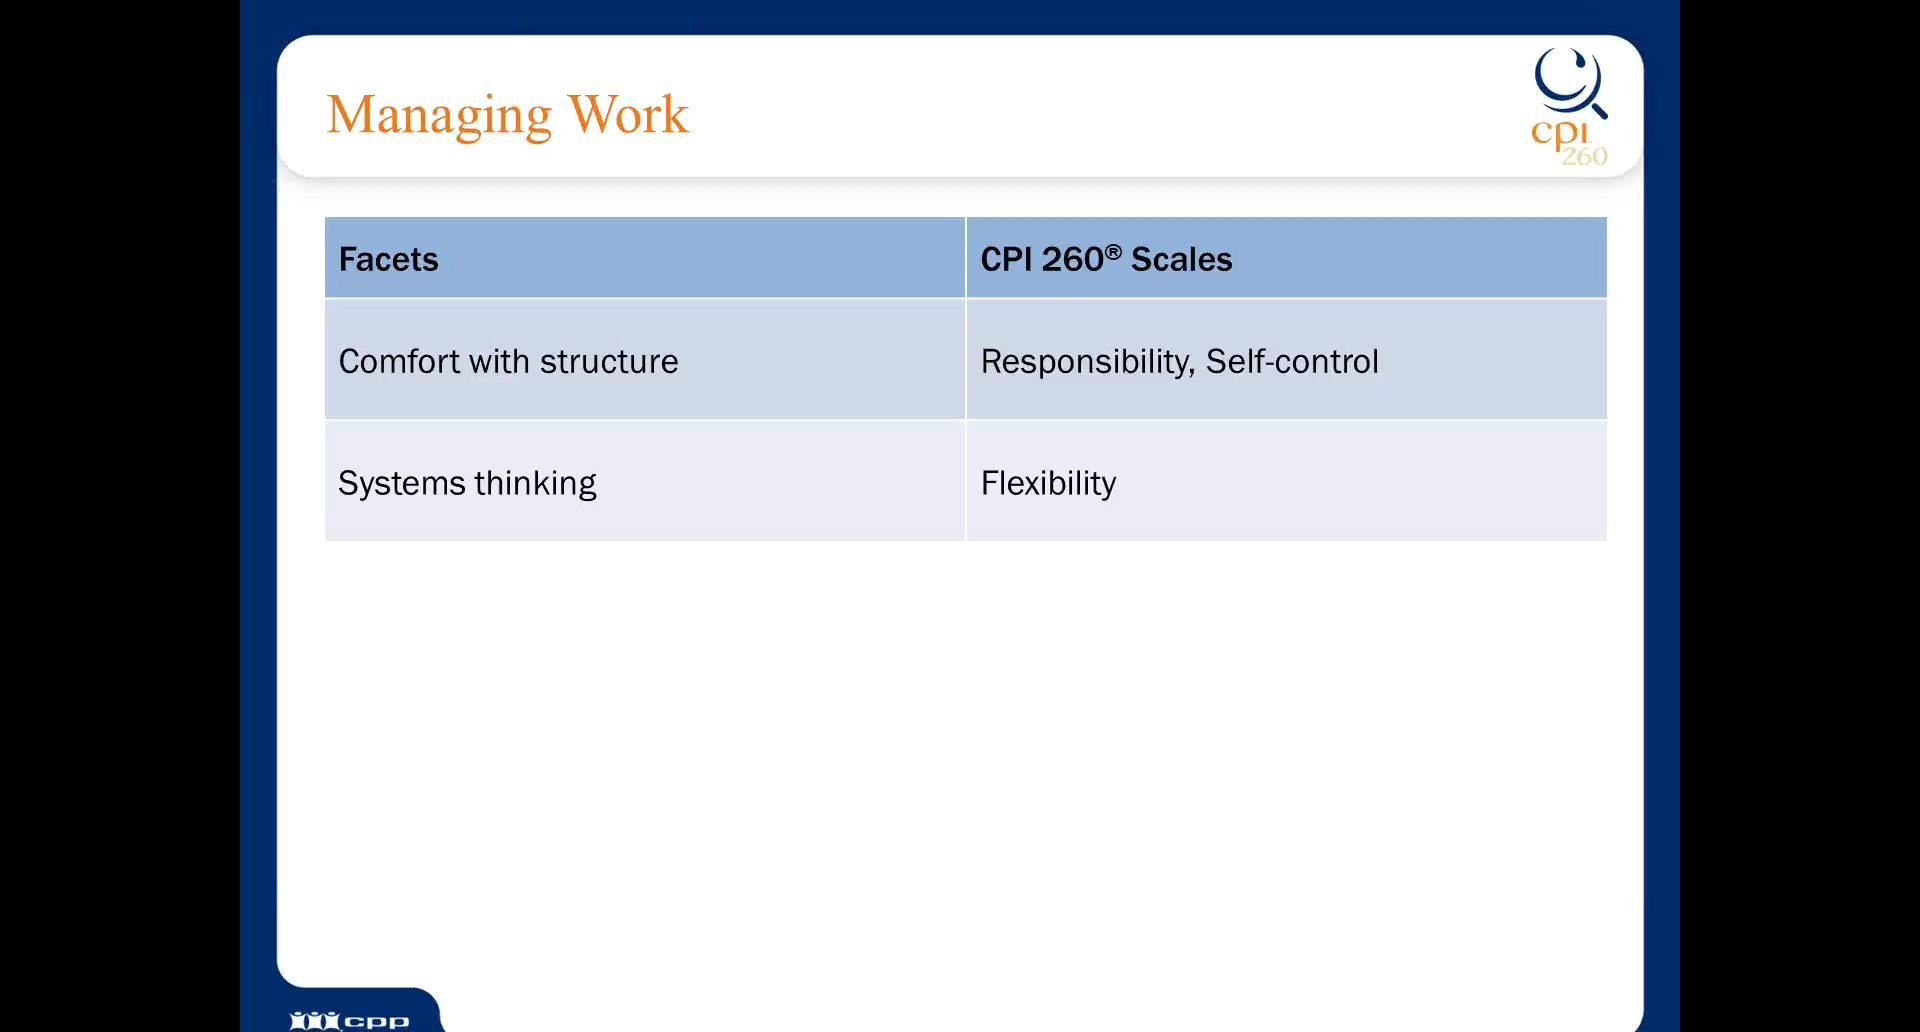 Managing Work
cpi
260
Facets
CPI 260® Scales
Comfort with structure
Responsibility, Self-control
Systems thinking
Flexibility
cpp